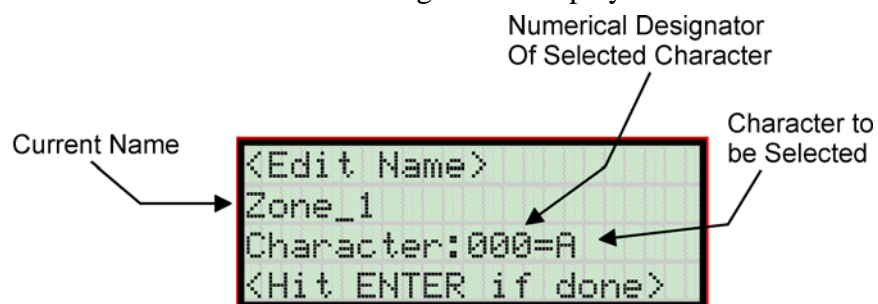 Numerical Designator
Of Selected Character
Character to
be Selected
Current Name
<Edit Name>
Zone_1
Character:000=A
<Hit ENTER if done>